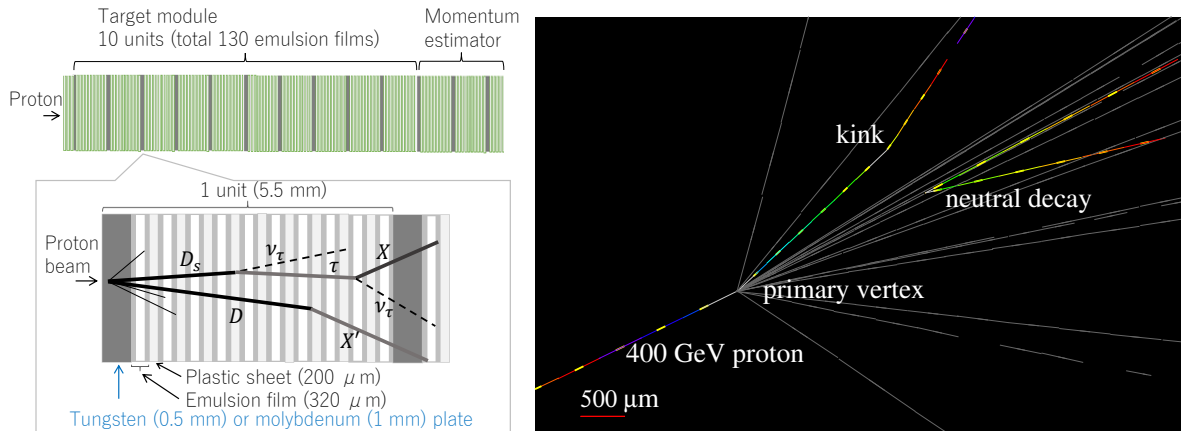 Target module
10 units (total 130 emulsion films)
Momentum
estimator
Proton
1 unit (5.5 mm)
Proton
beam
D_s
ν_τ
τ
X
ν_τ
D
X′
Plastic sheet (200 μm)
Emulsion film (320 μm)
Tungsten (0.5 mm) or molybdenum (1 mm) plate
kink
neutral decay
primary vertex
400 GeV proton
500 μm